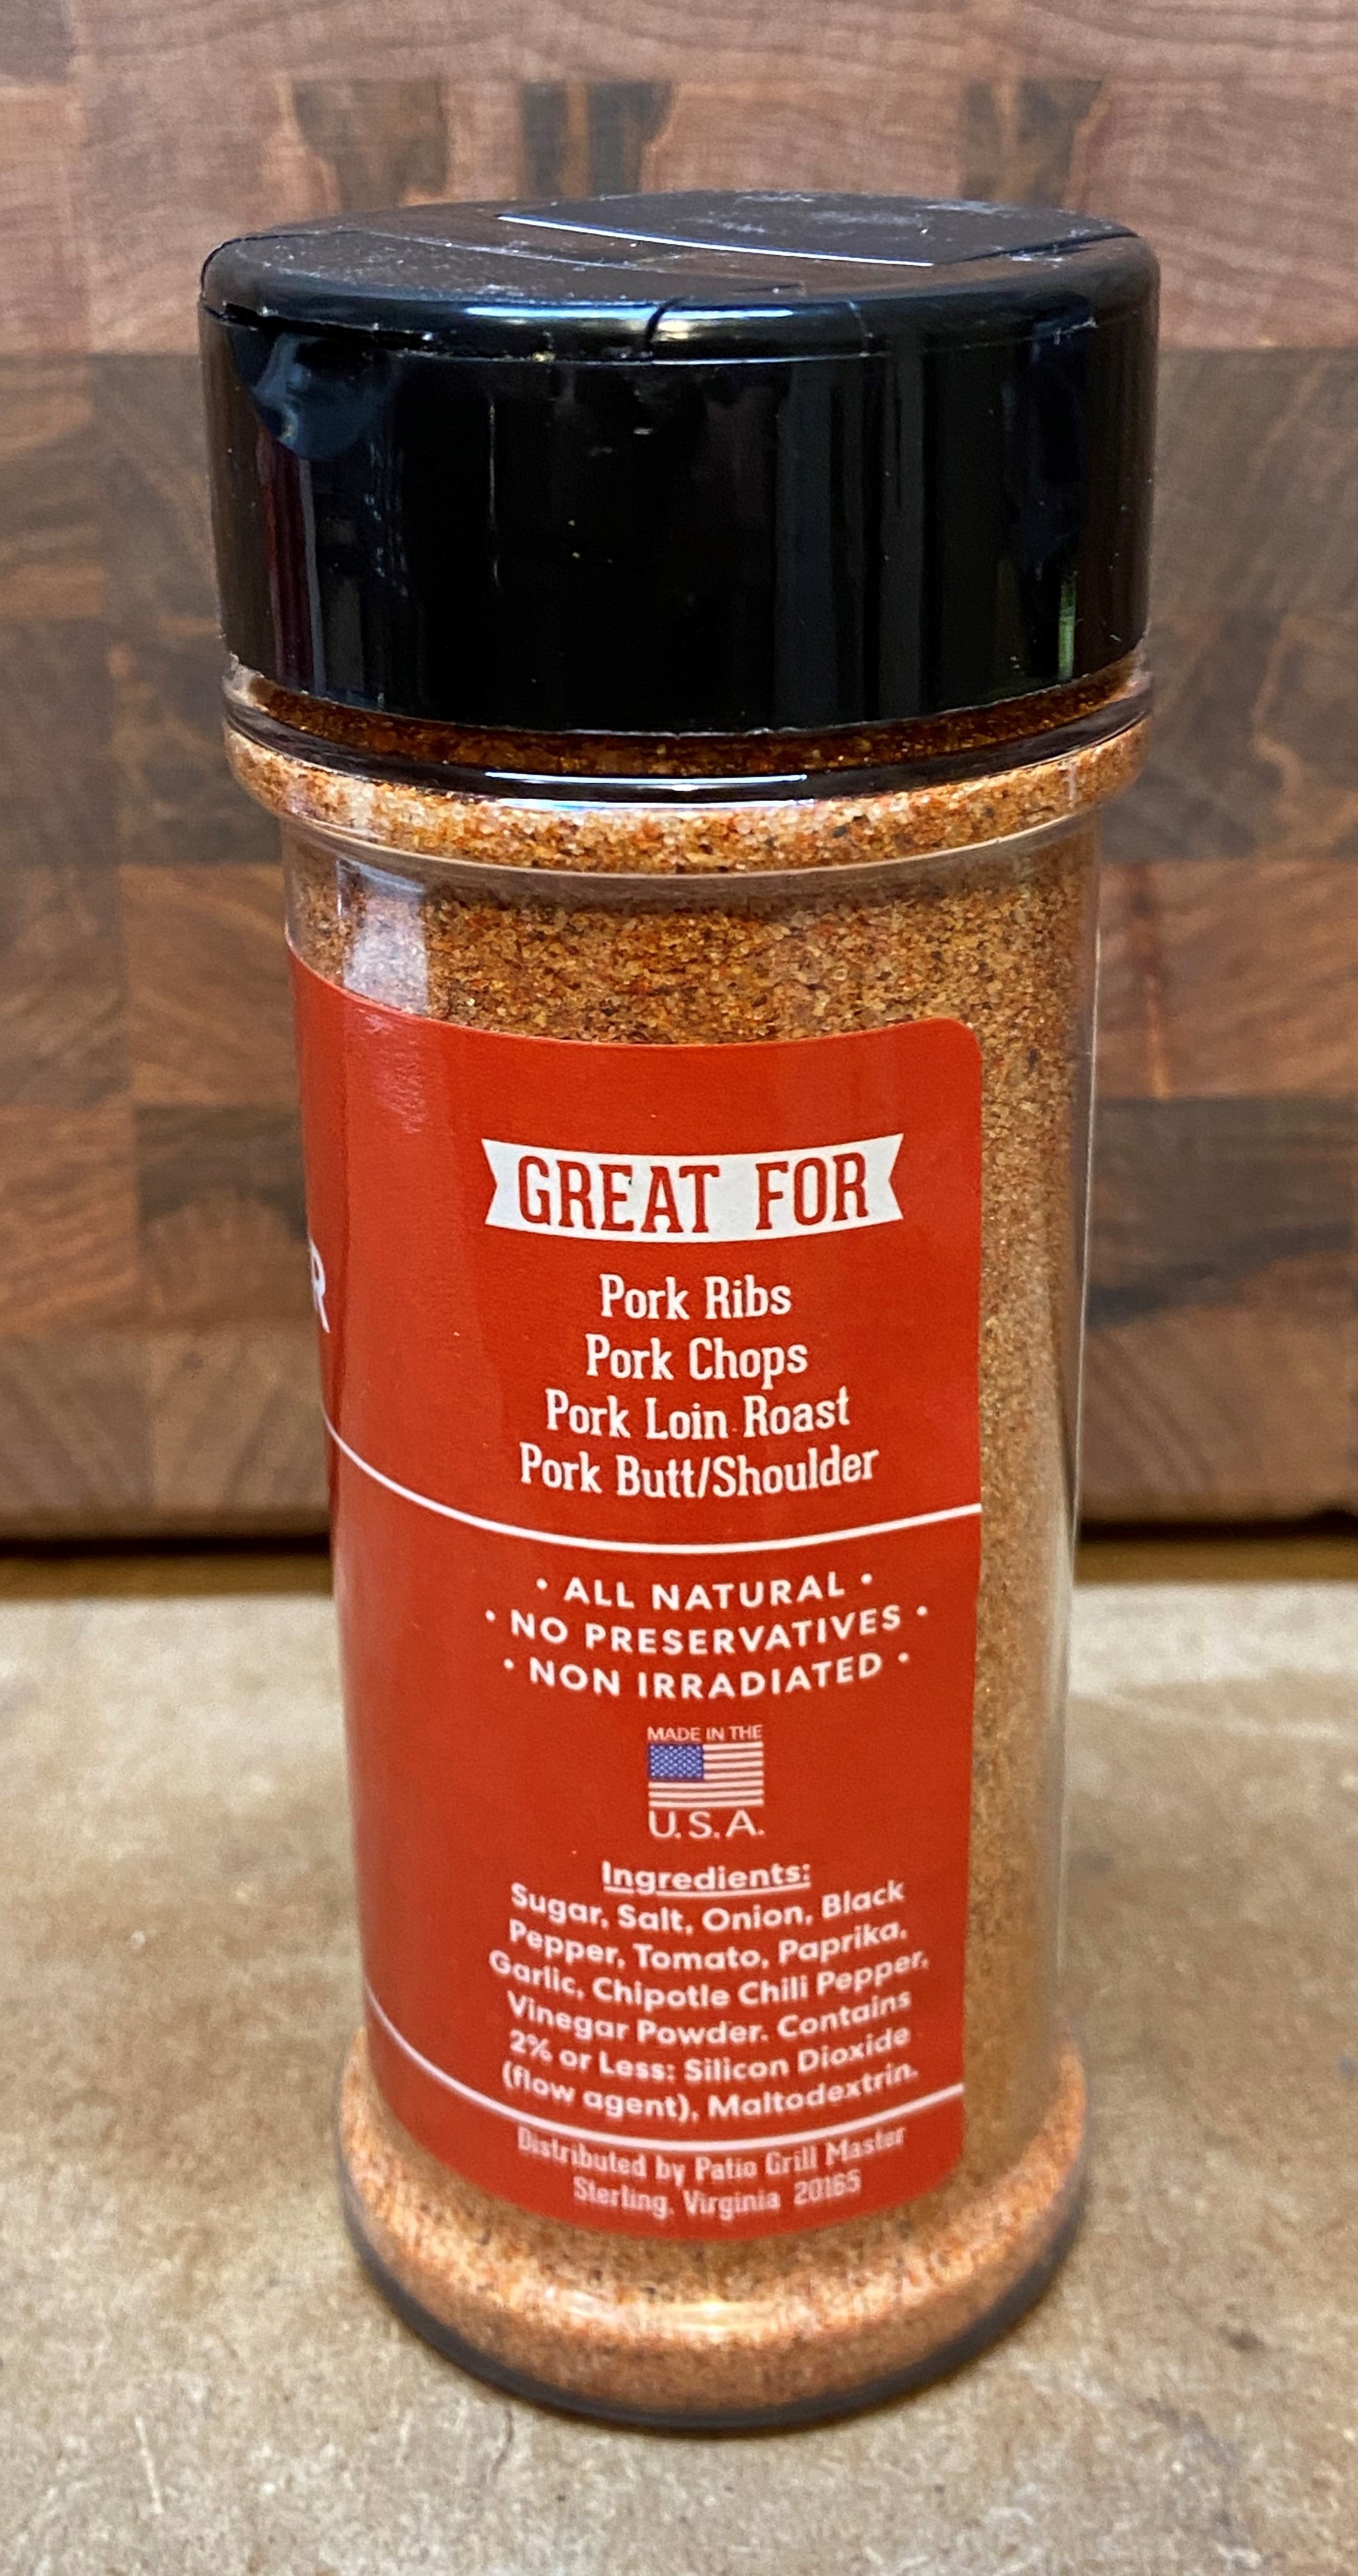 GREAT FOR
Pork Ribs
Pork Chops
Pork Loin Roast
Pork Butt/Shoulder
• ALL NATURAL •
• NO PRESERVATIVES •
• NON IRRADIATED •
MADE IN THE
U.S.A.
Ingredients:
Sugar, Salt, Onion, Black
Pepper, Tomato, Paprika,
Garlic, Chipotle Chili Pepper,
Vinegar Powder. Contains
2% or Less: Silicon Dioxide
(flow agent), Maltodextrin.
Distributed by Patio Grill Master
Sterling, Virginia 20165